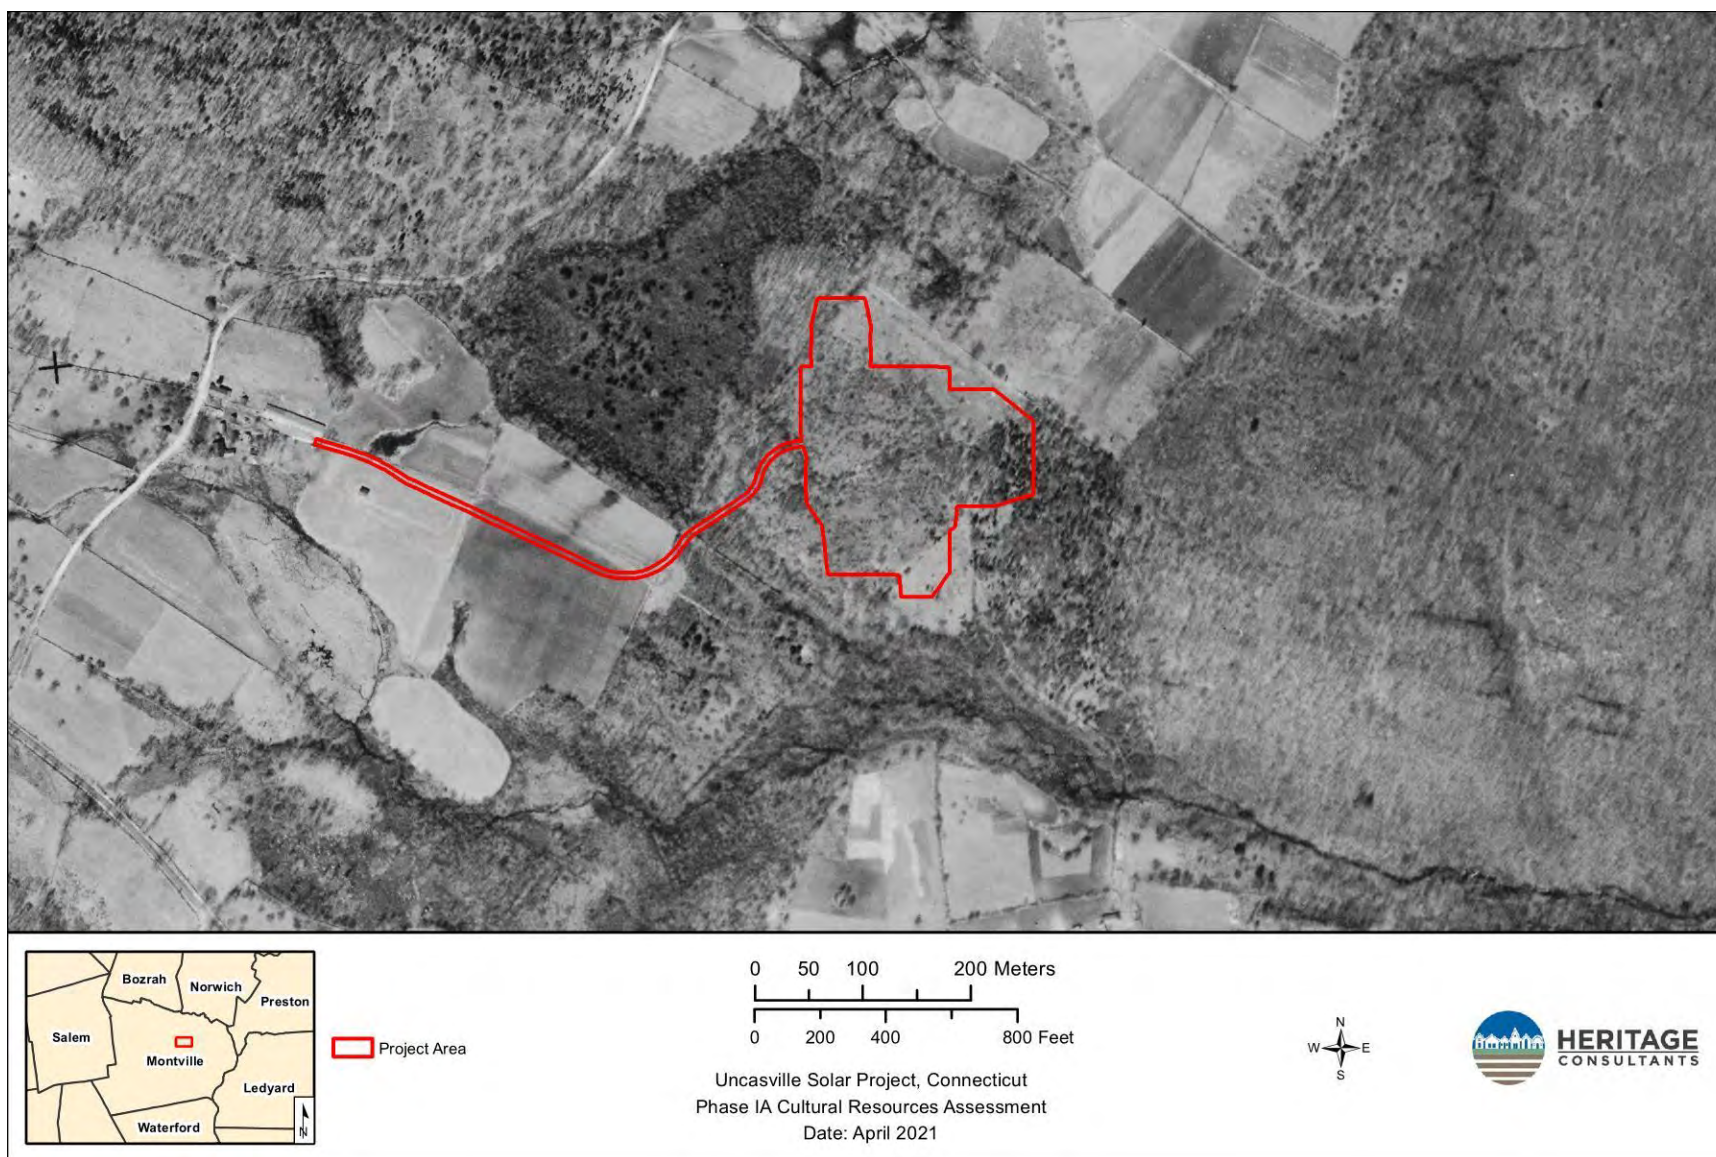 Bozrah
Norwich
Preston
Salem
Montville
Ledyard
Waterford
N
Project Area
0 50 100 200 Meters
0 200 400 800 Feet
Uncasville Solar Project, Connecticut
Phase IA Cultural Resources Assessment
Date: April 2021
N
W E
S
HERITAGE
CONSULTANTS